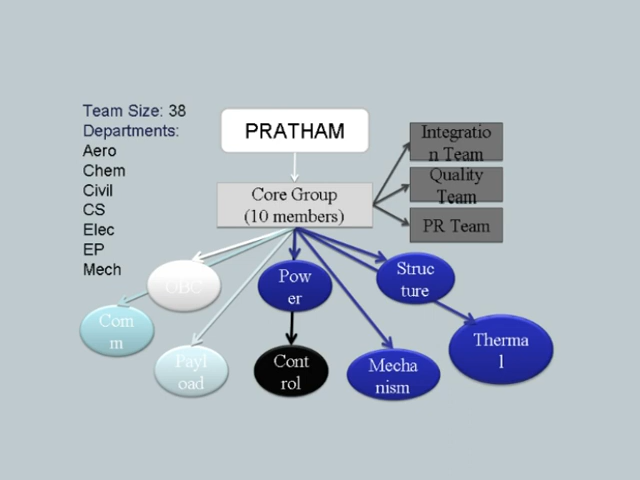 Team Size: 38
Departments:
Aero
Chem
Civil
CS
Elec
EP
Mech
PRATHAM
Core Group
(10 members)
Integratio
n Team
Quality
Team
PR Team
OBC
Pow
er
Struc
ture
Com
m
Payl
oad
Cont
rol
Mecha
nism
Therma
l